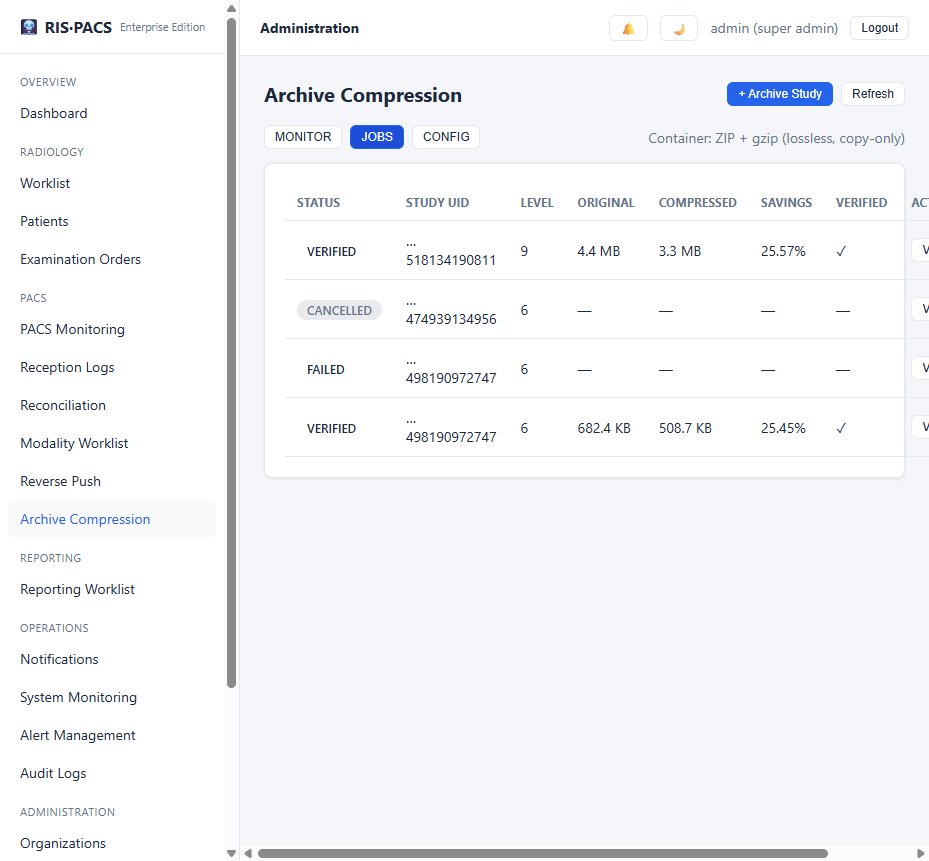 RIS·PACS Enterprise Edition
OVERVIEW
Dashboard
RADIOLOGY
Worklist
Patients
Examination Orders
PACS
PACS Monitoring
Reception Logs
Reconciliation
Modality Worklist
Reverse Push
Archive Compression
REPORTING
Reporting Worklist
OPERATIONS
Notifications
System Monitoring
Alert Management
Audit Logs
ADMINISTRATION
Organizations
Administration
admin (super admin) Logout
Archive Compression
+ Archive Study Refresh
MONITOR JOBS CONFIG
Container: ZIP + gzip (lossless, copy-only)
STATUS STUDY UID LEVEL ORIGINAL COMPRESSED SAVINGS VERIFIED
VERIFIED …518134190811 9 4.4 MB 3.3 MB 25.57% ✓
CANCELLED …474939134956 6 — — — —
FAILED …498190972747 6 — — — —
VERIFIED …498190972747 6 682.4 KB 508.7 KB 25.45% ✓